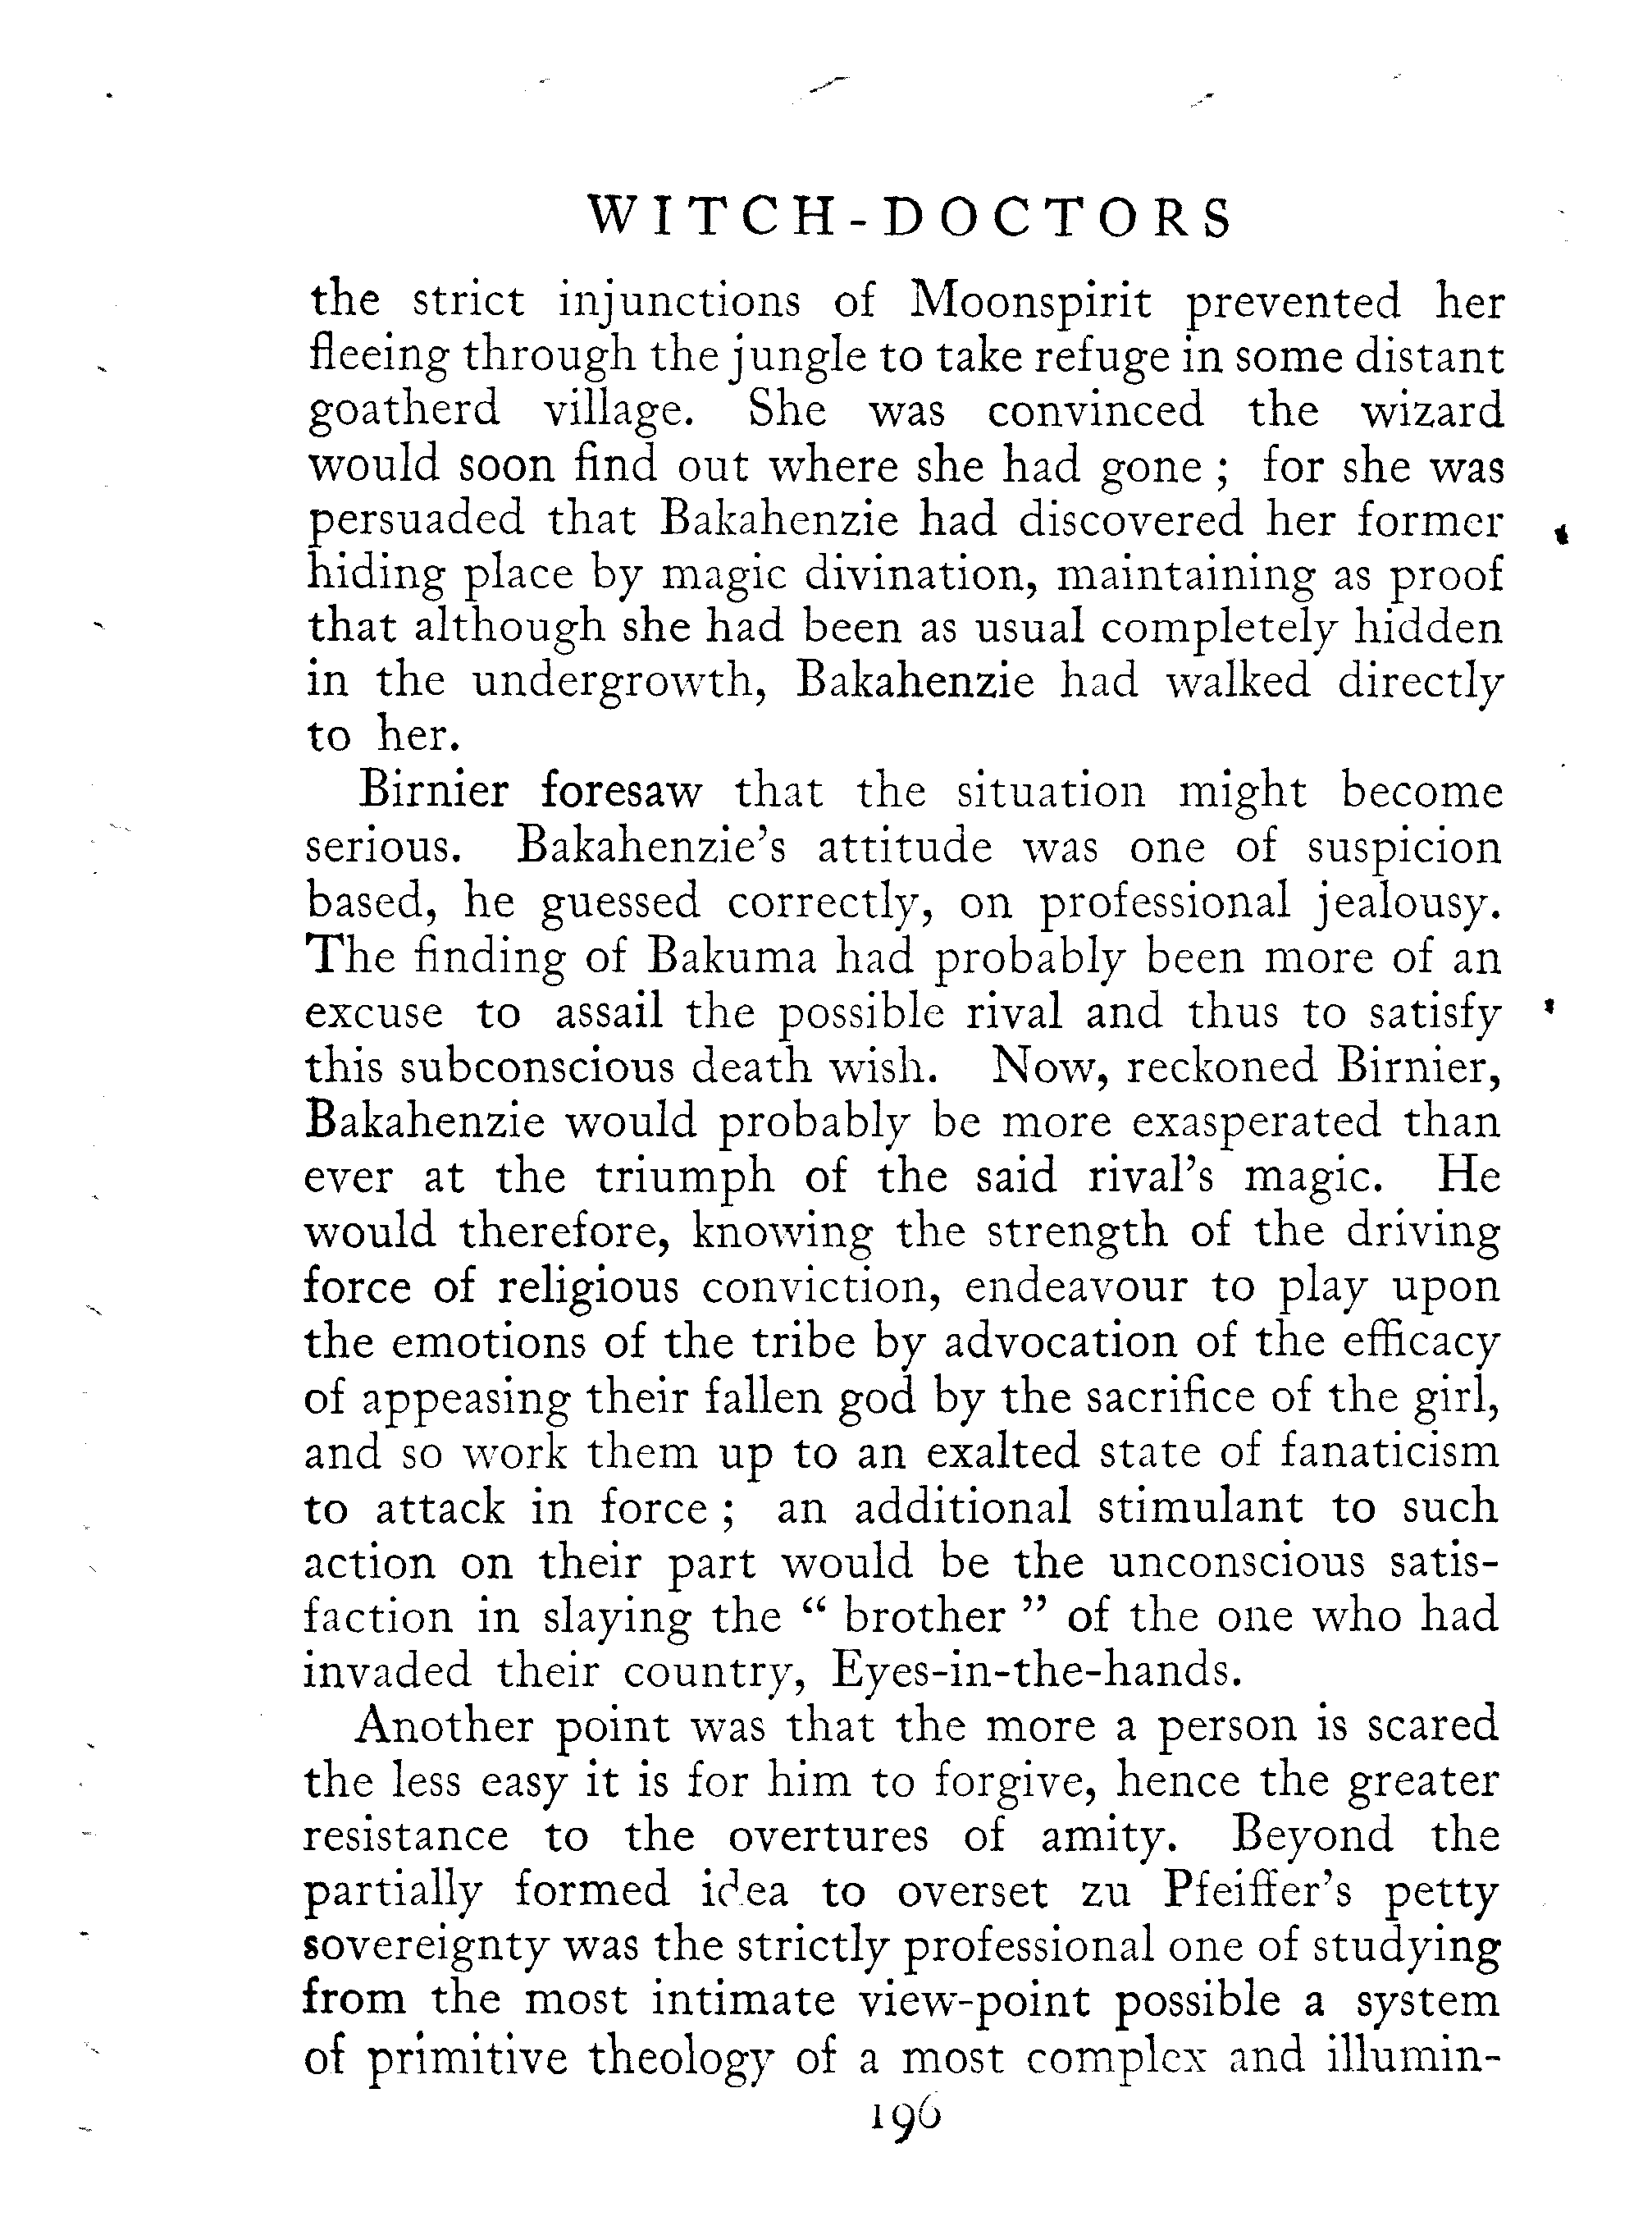 WITCH-DOCTORS
the strict injunctions of Moonspirit prevented her
fleeing through the jungle to take refuge in some distant
goatherd village. She was convinced the wizard
would soon find out where she had gone ; for she was
persuaded that Bakahenzie had discovered her former
hiding place by magic divination, maintaining as proof
that although she had been as usual completely hidden
in the undergrowth, Bakahenzie had walked directly
to her.
Birnier foresaw that the situation might become
serious. Bakahenzie's attitude was one of suspicion
based, he guessed correctly, on professional jealousy.
The finding of Bakuma had probably been more of an
excuse to assail the possible rival and thus to satisfy
this subconscious death wish. Now, reckoned Birnier,
Bakahenzie would probably be more exasperated than
ever at the triumph of the said rival's magic. He
would therefore, knowing the strength of the driving
force of religious conviction, endeavour to play upon
the emotions of the tribe by advocation of the efficacy
of appeasing their fallen god by the sacrifice of the girl,
and so work them up to an exalted state of fanaticism
to attack in force ; an additional stimulant to such
action on their part would be the unconscious satis-
faction in slaying the “ brother ” of the one who had
invaded their country, Eyes-in-the-hands.
Another point was that the more a person is scared
the less easy it is for him to forgive, hence the greater
resistance to the overtures of amity. Beyond the
partially formed idea to overset zu Pfeiffer's petty
sovereignty was the strictly professional one of studying
from the most intimate view-point possible a system
of primitive theology of a most complex and illumin-
196